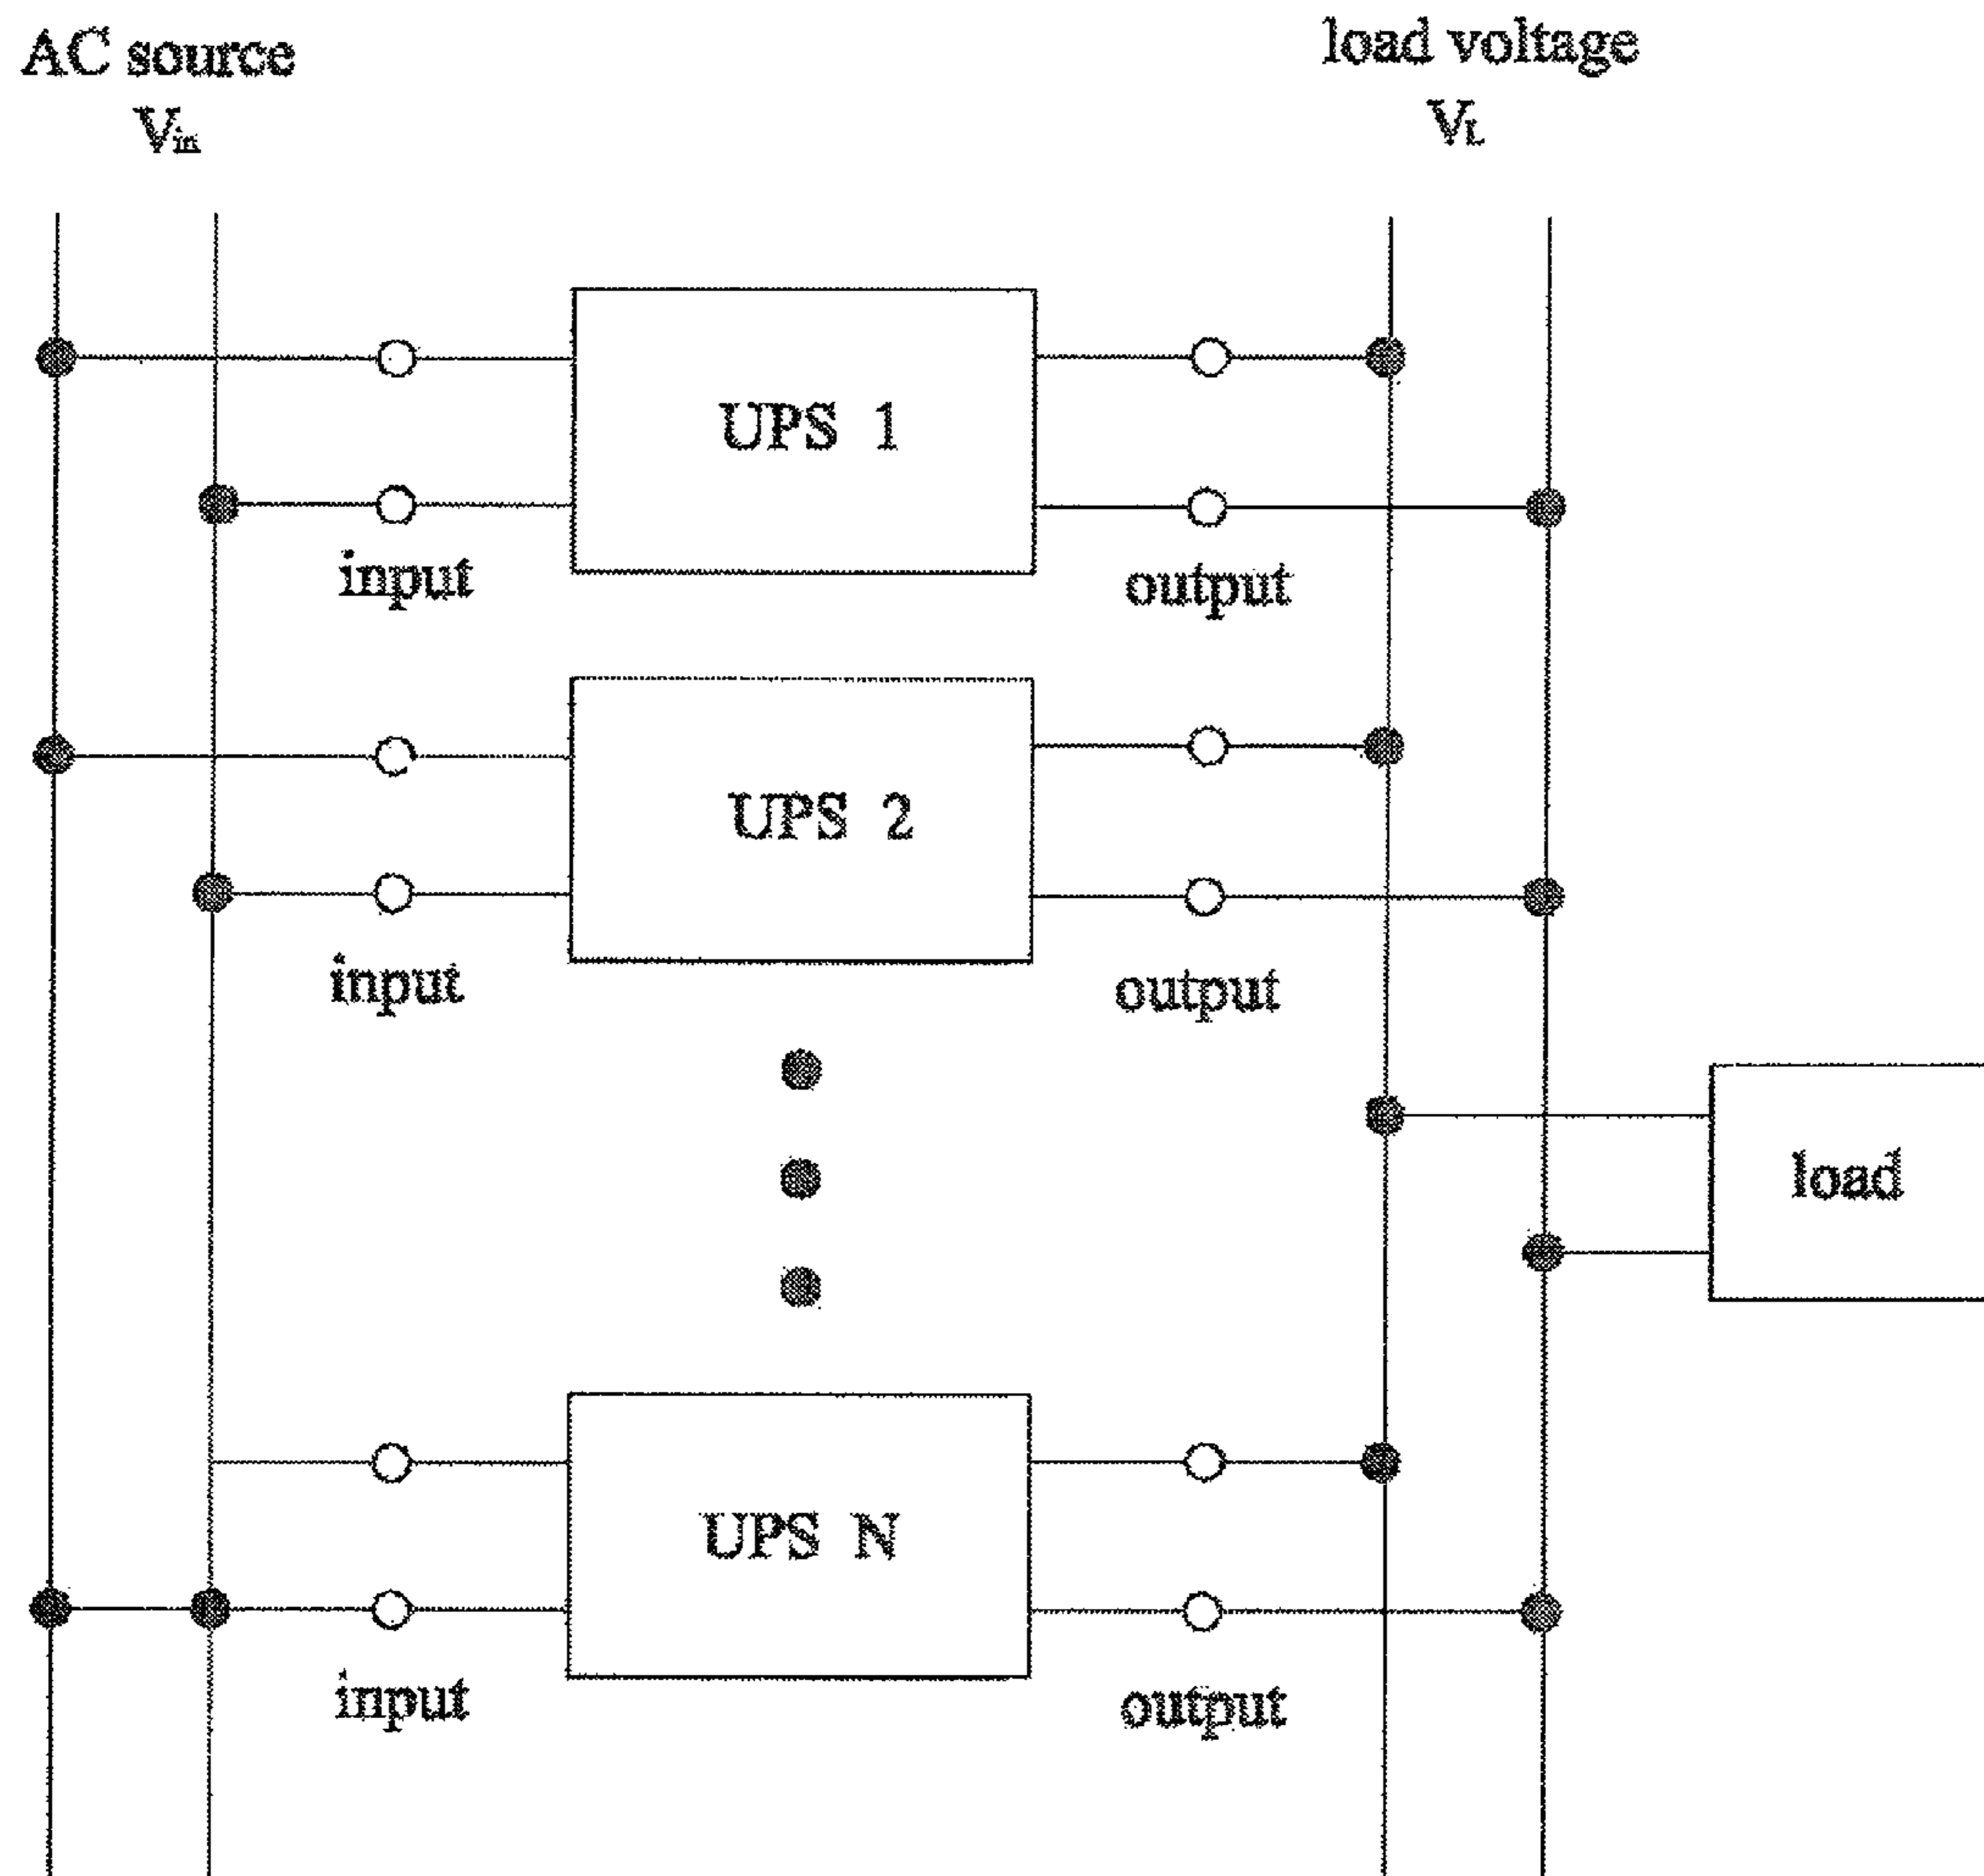 AC source
Vin
load voltage
VL
UPS 1
input
output
UPS 2
input
output
load
UPS N
input
output